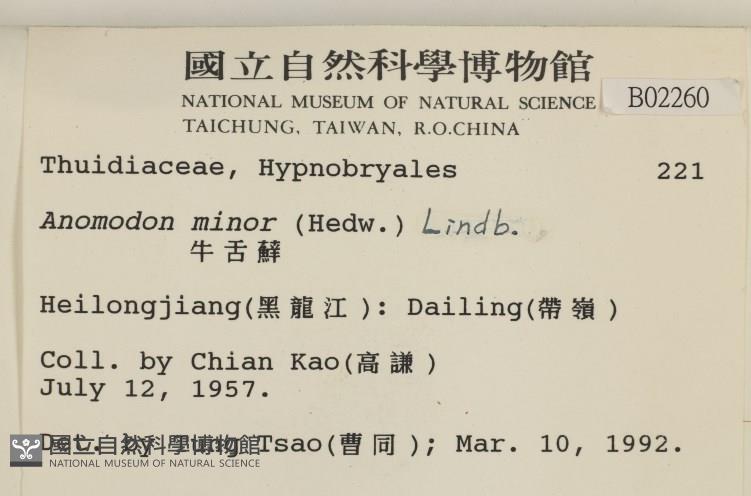 國立自然科學博物館
NATIONAL MUSEUM OF NATURAL SCIENCE
B02260
TAICHUNG, TAIWAN, R.O.CHINA
Thuidiaceae, Hypnobryales 221
Anomodon minor (Hedw.) Lindb.
牛舌蘚
Heilongjiang(黑龍江): Dailing(帶嶺)
Coll. by Chian Kao(高謙)
July 12, 1957.
Det. by Tung Tsao(曹同); Mar. 10, 1992.
國立自然科學博物館
NATIONAL MUSEUM OF NATURAL SCIENCE